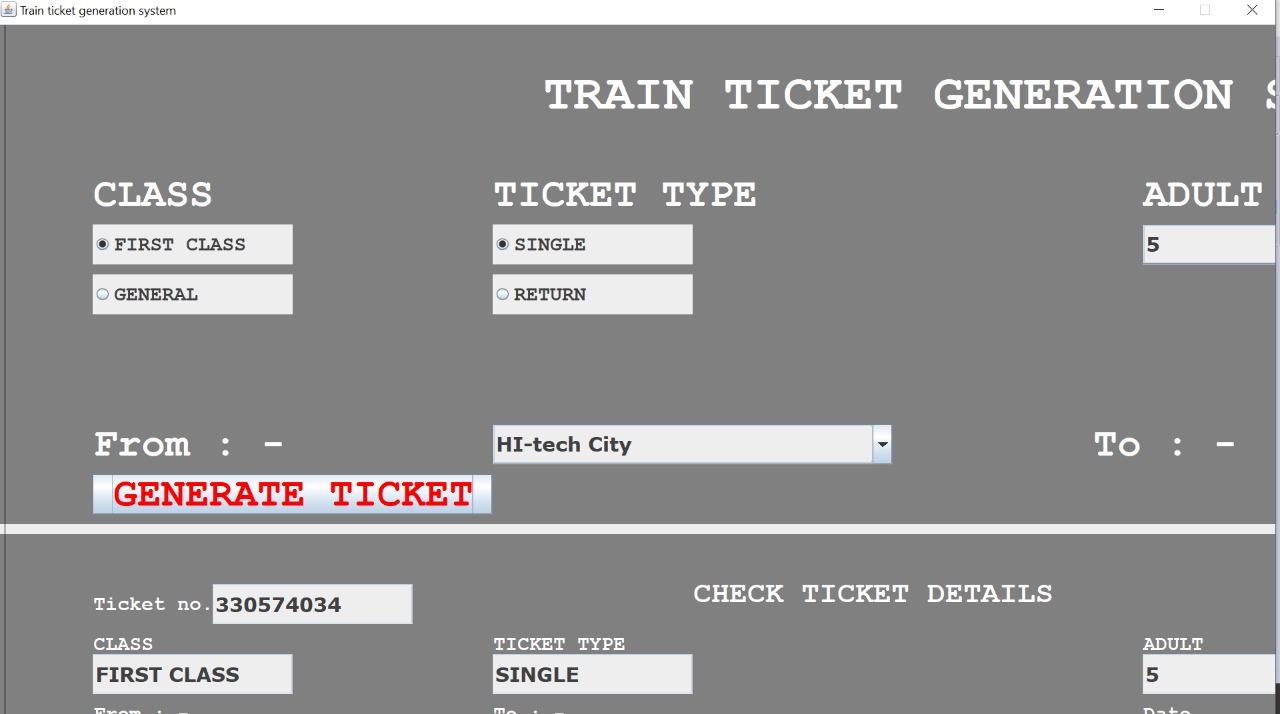 Train ticket generation system
TRAIN TICKET GENERATION
CLASS TICKET TYPE ADULT
FIRST CLASS SINGLE 5
GENERAL RETURN
From : - HI-tech City To : -
GENERATE TICKET
CHECK TICKET DETAILS
Ticket no. 330574034
CLASS TICKET TYPE ADULT
FIRST CLASS SINGLE 5
From : - To : - Date